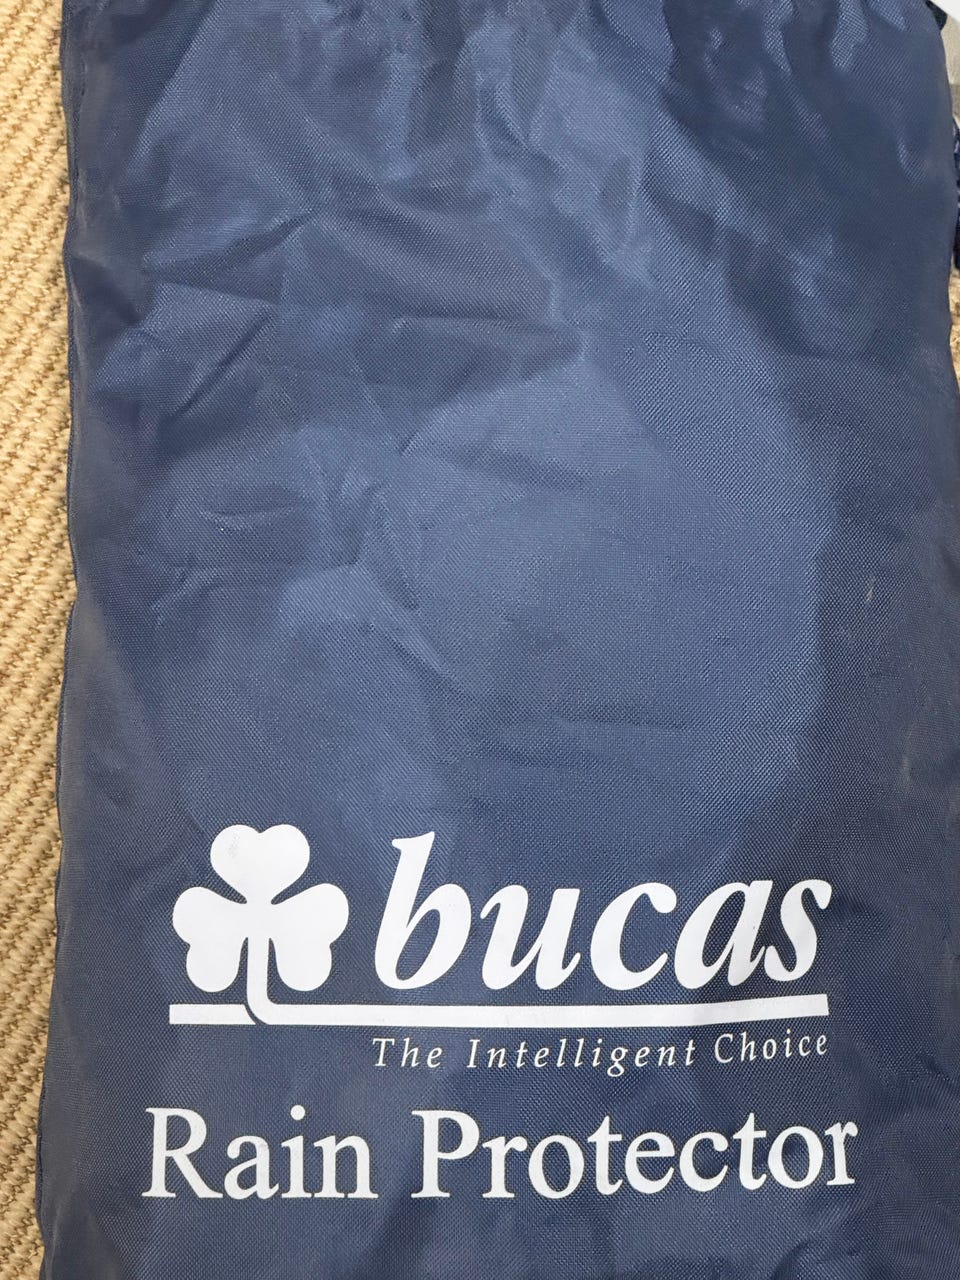 bucas
The Intelligent Choice
Rain Protector